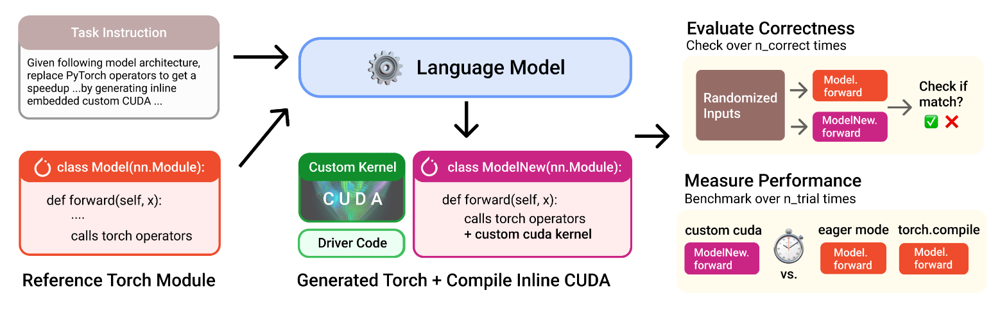 Task Instruction
Given following model architecture,
replace PyTorch operators to get a
speedup ...by generating inline
embedded custom CUDA ...
class Model(nn.Module):
def forward(self, x):
....
calls torch operators
Reference Torch Module
Language Model
Custom Kernel
CUDA
Driver Code
class ModelNew(nn.Module):
def forward(self, x):
calls torch operators
+ custom cuda kernel
Generated Torch + Compile Inline CUDA
Evaluate Correctness
Check over n_correct times
Randomized
Inputs
Model.
forward
ModelNew.
forward
Check if
match?
Measure Performance
Benchmark over n_trial times
custom cuda
ModelNew.
forward
vs.
eager mode
Model.
forward
torch.compile
Model.
forward